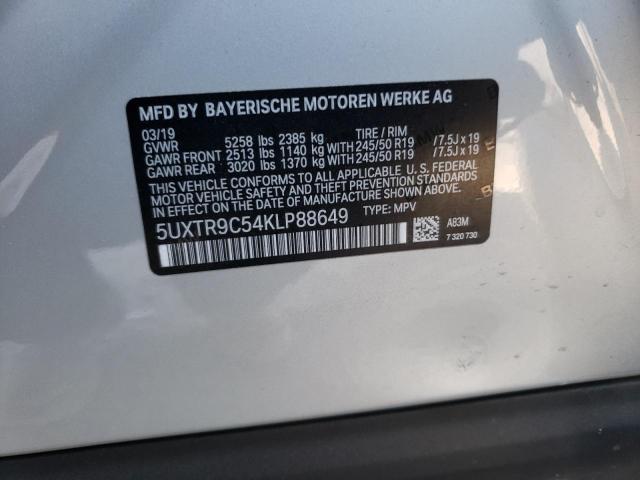 MFD BY BAYERISCHE MOTOREN WERKE AG
03/19 TIRE / RIM
GVWR 5258 lbs 2385 kg
GAWR FRONT 2513 lbs 1140 kg WITH 245/50 R19 / 7.5J x 19
GAWR REAR 3020 lbs 1370 kg WITH 245/50 R19 / 7.5J x 19
THIS VEHICLE CONFORMS TO ALL APPLICABLE U.S. FEDERAL
MOTOR VEHICLE SAFETY, BUMPER, AND THEFT PREVENTION
STANDARDS IN EFFECT ON THE DATE OF MANUFACTURE SHOWN ABOVE.
5UXTR9C54KLP88649 TYPE: MPV
A83M
7 320 730